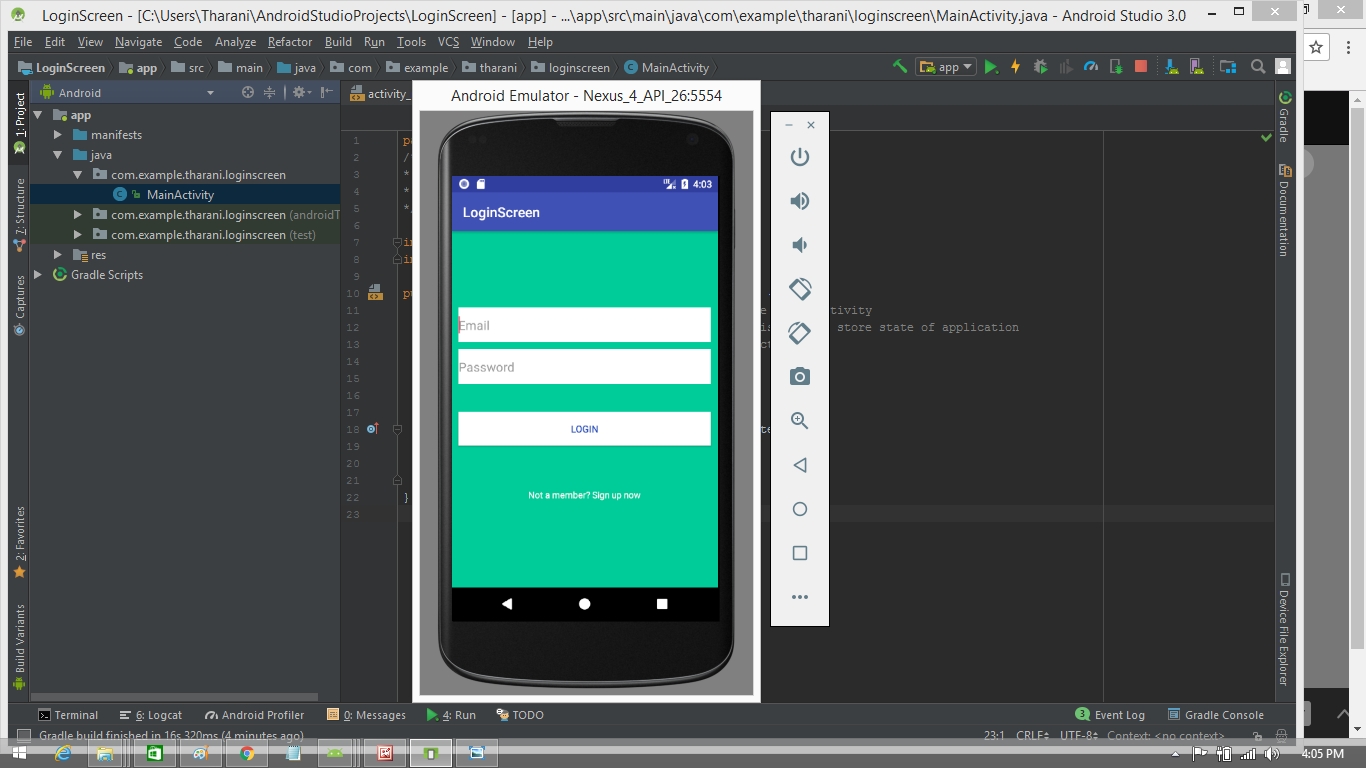 LoginScreen - [C:\Users\Tharani\AndroidStudioProjects\LoginScreen] - [app] - ...\app\src\main\java\com\example\tharani\loginscreen\MainActivity.java - Android Studio 3.0
File Edit View Navigate Code Analyze Refactor Build Run Tools VCS Window Help
LoginScreen app src main java com example tharani loginscreen MainActivity app
Android
activity_
1: Project
7: Structure
Captures
2: Favorites
Build Variants
app
manifests
java
com.example.tharani.loginscreen
MainActivity
com.example.tharani.loginscreen (androidT
com.example.tharani.loginscreen (test)
res
Gradle Scripts
1
2
3
4
5
6
7
8
9
10
11
12
13
14
15
16
17
18
19
20
21
22 }
23
Android Emulator - Nexus_4_API_26:5554
4:03
LoginScreen
Email
Password
LOGIN
Not a member? Sign up now
tivity
store state of application
Gradle
Documentation
Device File Explorer
Terminal 6: Logcat Android Profiler 0: Messages 4: Run TODO 3 Event Log Gradle Console
Gradle build finished in 16s 320ms (4 minutes ago) 23:1 CRLF UTF-8 Context: <no context>
4:05 PM